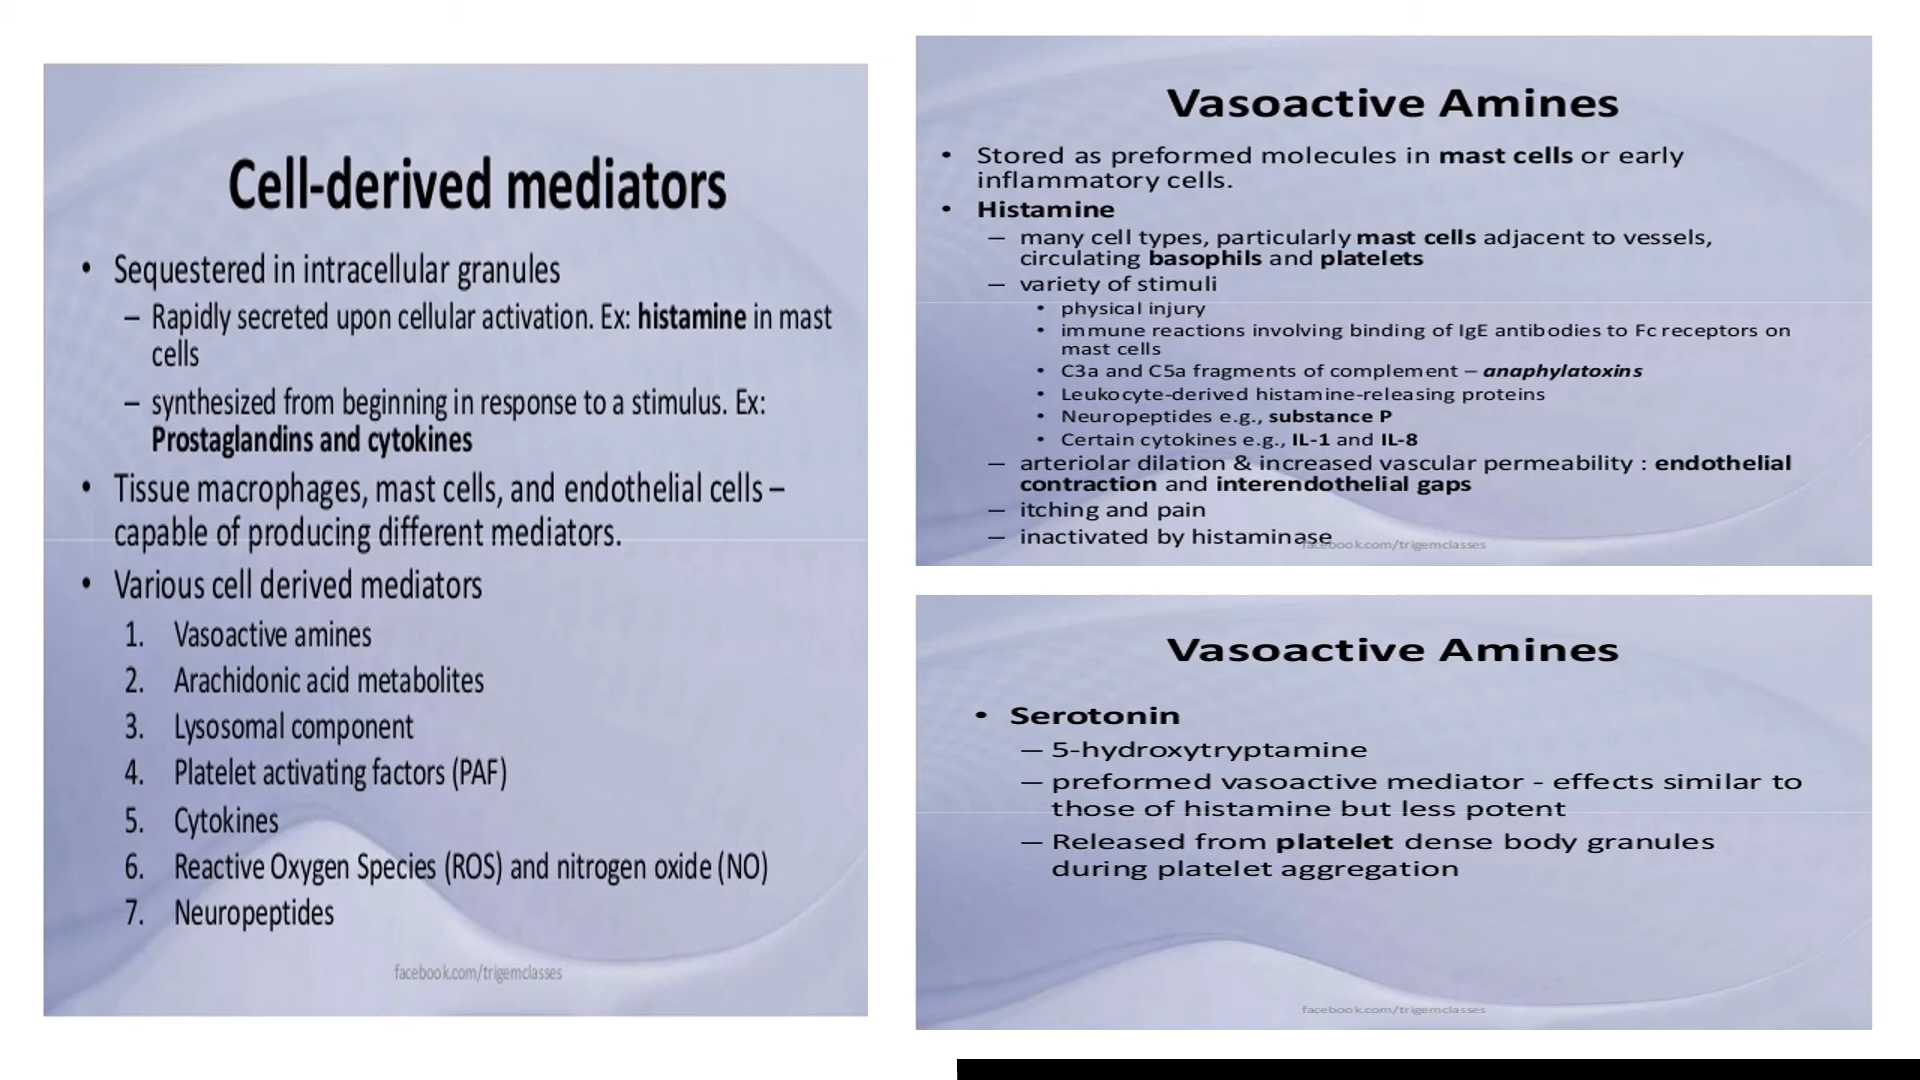 Cell-derived mediators
• Sequestered in intracellular granules
– Rapidly secreted upon cellular activation. Ex: histamine in mast
cells
– synthesized from beginning in response to a stimulus. Ex:
Prostaglandins and cytokines
• Tissue macrophages, mast cells, and endothelial cells –
capable of producing different mediators.
• Various cell derived mediators
1. Vasoactive amines
2. Arachidonic acid metabolites
3. Lysosomal component
4. Platelet activating factors (PAF)
5. Cytokines
6. Reactive Oxygen Species (ROS) and nitrogen oxide (NO)
7. Neuropeptides
facebook.com/trigemclasses
Vasoactive Amines
• Stored as preformed molecules in mast cells or early
inflammatory cells.
• Histamine
– many cell types, particularly mast cells adjacent to vessels,
circulating basophils and platelets
– variety of stimuli
• physical injury
• immune reactions involving binding of IgE antibodies to Fc receptors on
mast cells
• C3a and C5a fragments of complement – anaphylatoxins
• Leukocyte-derived histamine-releasing proteins
• Neuropeptides e.g., substance P
• Certain cytokines e.g., IL-1 and IL-8
– arteriolar dilation & increased vascular permeability : endothelial
contraction and interendothelial gaps
– itching and pain
– inactivated by histaminase
facebook.com/trigemclasses
Vasoactive Amines
• Serotonin
– 5-hydroxytryptamine
– preformed vasoactive mediator - effects similar to
those of histamine but less potent
– Released from platelet dense body granules
during platelet aggregation
facebook.com/trigemclasses